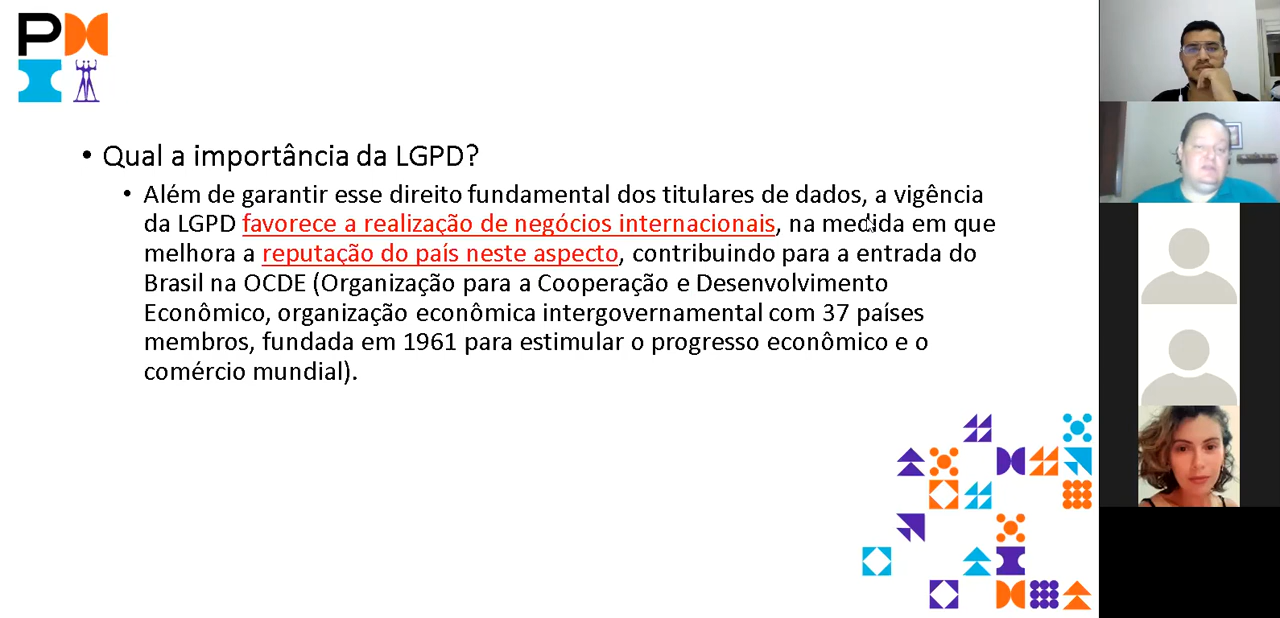 PMI
• Qual a importância da LGPD?
• Além de garantir esse direito fundamental dos titulares de dados, a vigência
da LGPD favorece a realização de negócios internacionais, na medida em que
melhora a reputação do país neste aspecto, contribuindo para a entrada do
Brasil na OCDE (Organização para a Cooperação e Desenvolvimento
Econômico, organização econômica intergovernamental com 37 países
membros, fundada em 1961 para estimular o progresso econômico e o
comércio mundial).